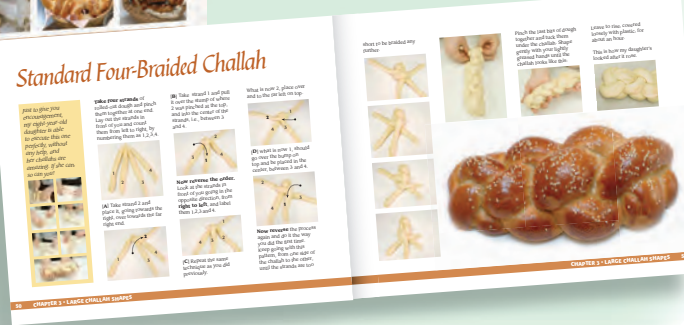 Standard Four-Braided Challah
Just to give you
encouragement,
my eight-year-old
daughter is able
to execute this one
perfectly, without
any help, and
her challahs are
amazing. If she can,
so can you!
Take four strands of
rolled-out dough and pinch
them together at one end.
Lay out the strands in
front of you and count
them from left to right, by
numbering them as 1,2,3,4.
1
2
3
4
(A) Take strand 2 and
place it, going towards the
right, over towards the far
right end.
(B) Take strand 1 and pull
it over the stump of where
2 was pinched at the top,
and into the center of the
strands, i.e., between 3
and 4.
Now reverse the order.
Look at the strands in
front of you going in the
opposite direction, from
right to left, and label
them 1,2,3 and 4.
(C) Repeat the same
technique as you did
previously.
What is now 2, place over
and to the far left on top.
(D) What is now 1, should
go over the bump on
top and be placed in the
center, between 3 and 4.
Now reverse the process
again and do it the way
you did the first time.
Keep going with this
pattern, from one side of
the challah to the other,
until the strands are too
38 CHAPTER 3 • LARGE CHALLAH SHAPES
short to be braided any
further.
Pinch the last bits of dough
together and tuck them
under the challah. Shape
gently with your lightly
greased hands until the
challah looks like this.
Leave to rise, covered
loosely with plastic, for
about an hour.
This is how my daughter's
looked after it rose.
CHAPTER 3 • LARGE CHALLAH SHAPES